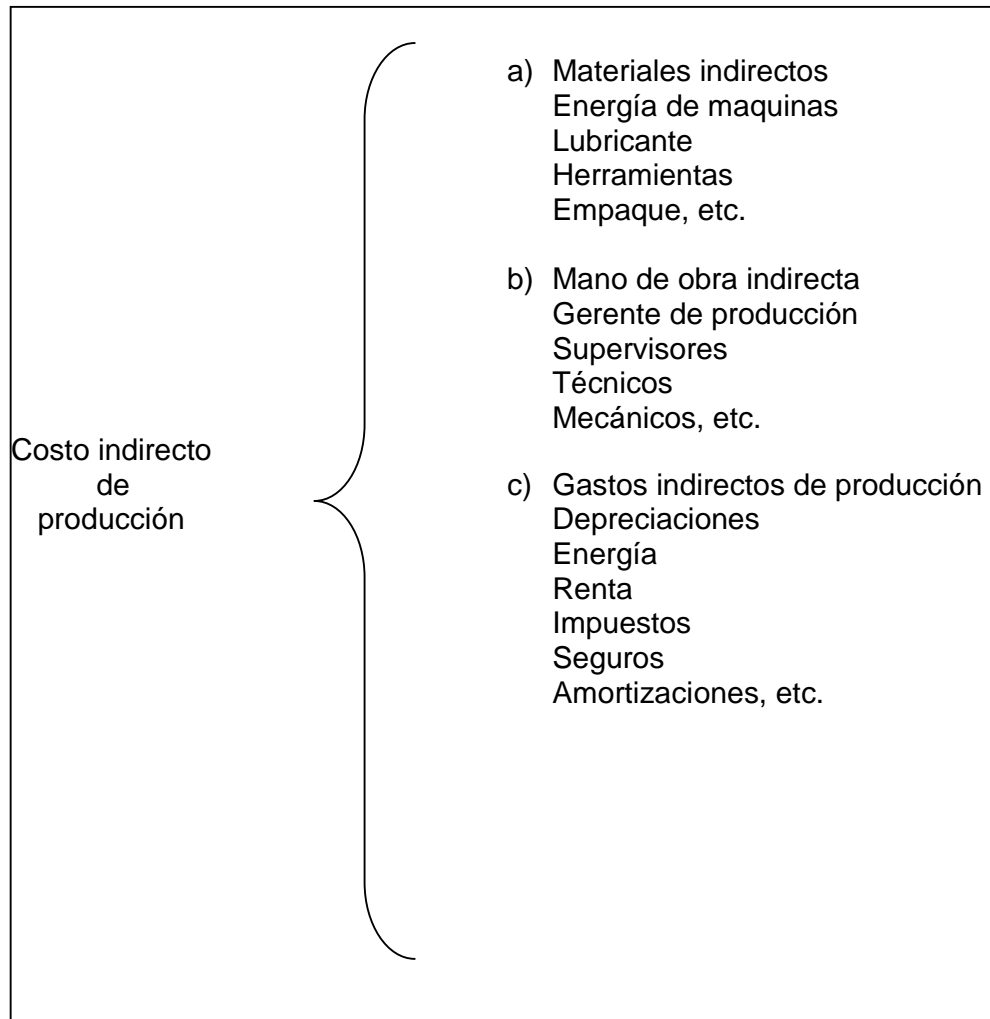 a) Materiales indirectos
Energía de maquinas
Lubricante
Herramientas
Empaque, etc.
b) Mano de obra indirecta
Gerente de producción
Supervisores
Técnicos
Mecánicos, etc.
Costo indirecto
de
producción
c) Gastos indirectos de producción
Depreciaciones
Energía
Renta
Impuestos
Seguros
Amortizaciones, etc.